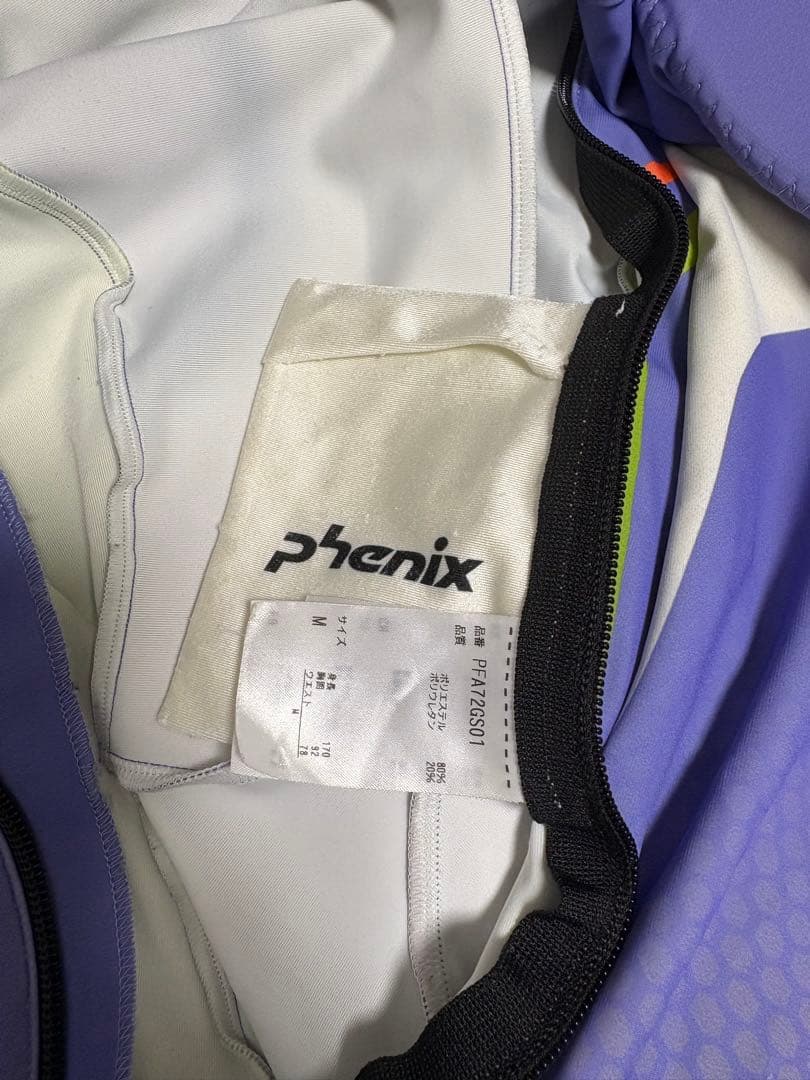 phenix
品番 PFA72GS01
品質
ポリエステル 80%
ポリウレタン 20%
サイズ
M
身長 170
胸囲 92
ウエスト 78
M